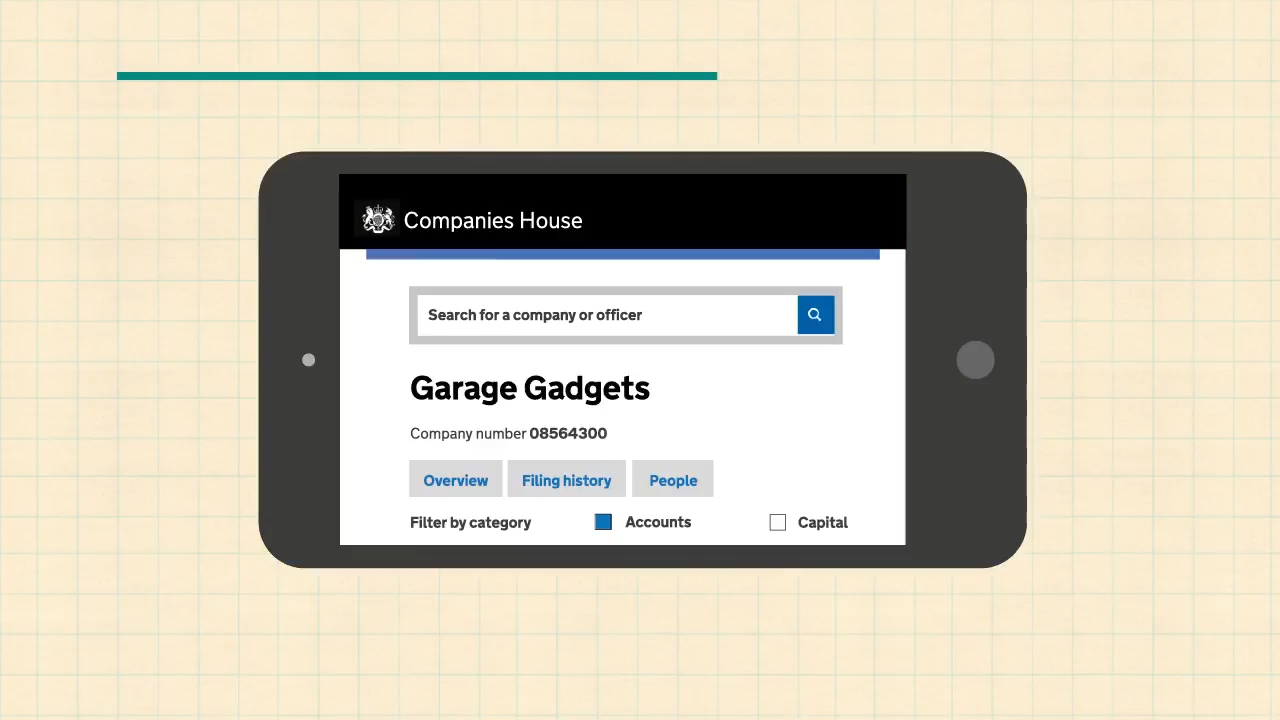 Companies House
Search for a company or officer
Garage Gadgets
Company number 08564300
Overview Filing history People
Filter by category Accounts Capital